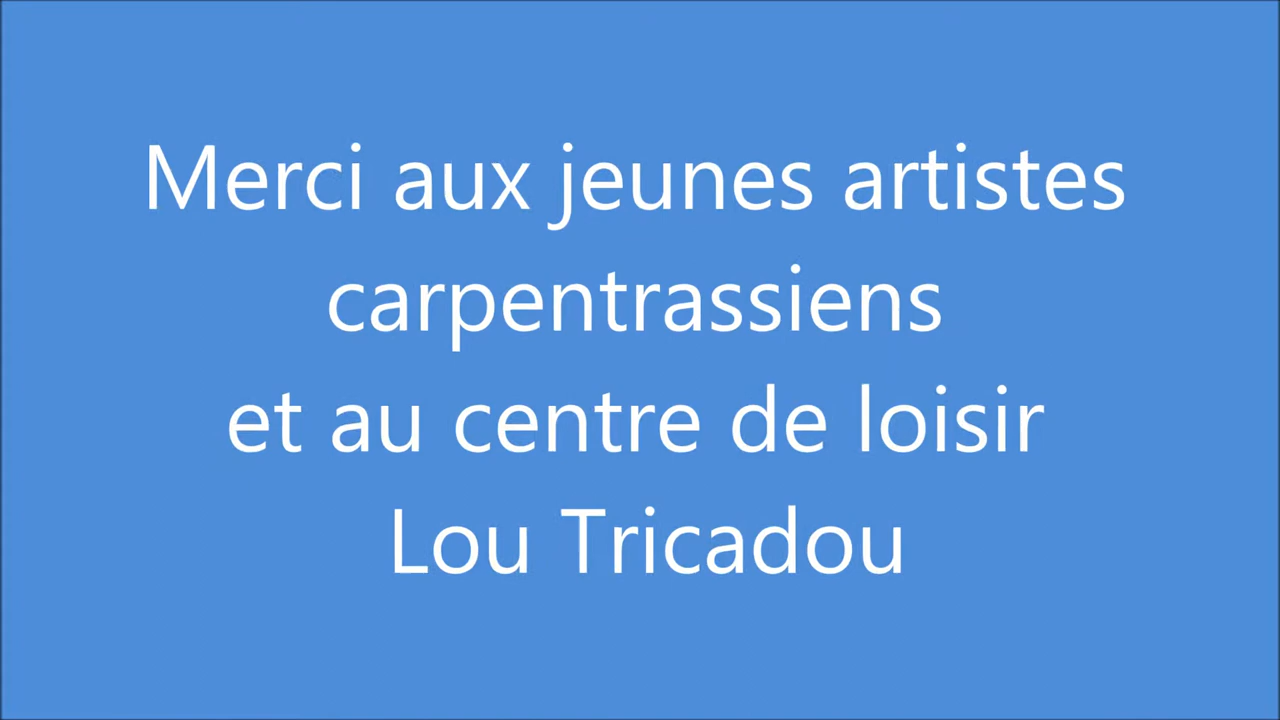 Merci aux jeunes artistes
carpentrassiens
et au centre de loisir
Lou Tricadou